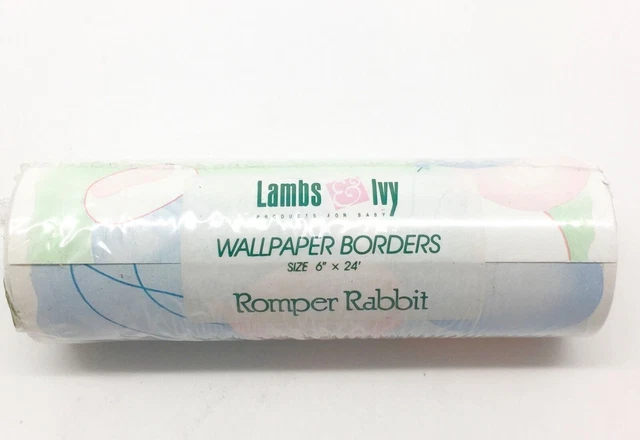 Lambs & Ivy
PRODUCTS FOR BABY
WALLPAPER BORDERS
SIZE 6" x 24'
Romper Rabbit